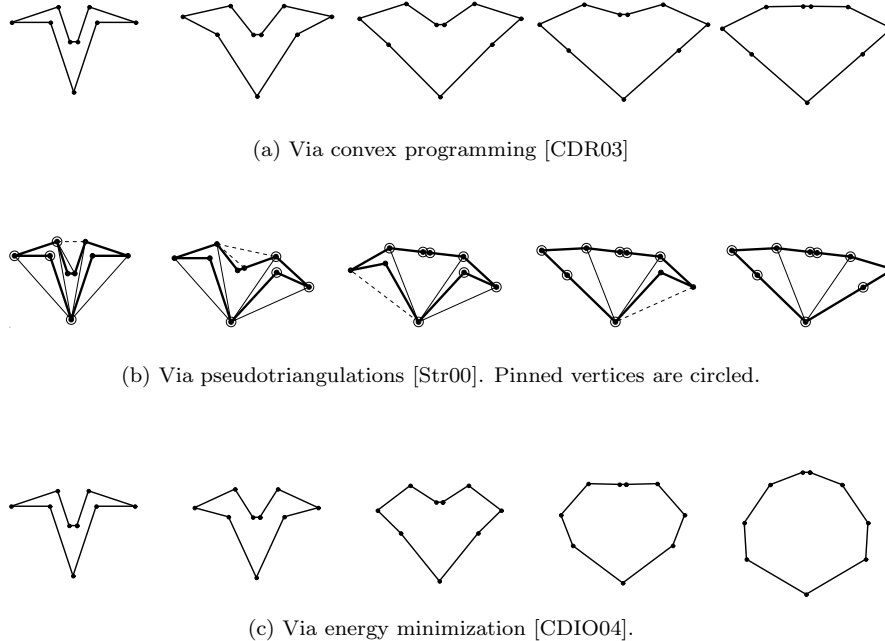 (a) Via convex programming [CDR03]
(b) Via pseudotriangulations [Str00]. Pinned vertices are circled.
(c) Via energy minimization [CDIO04].